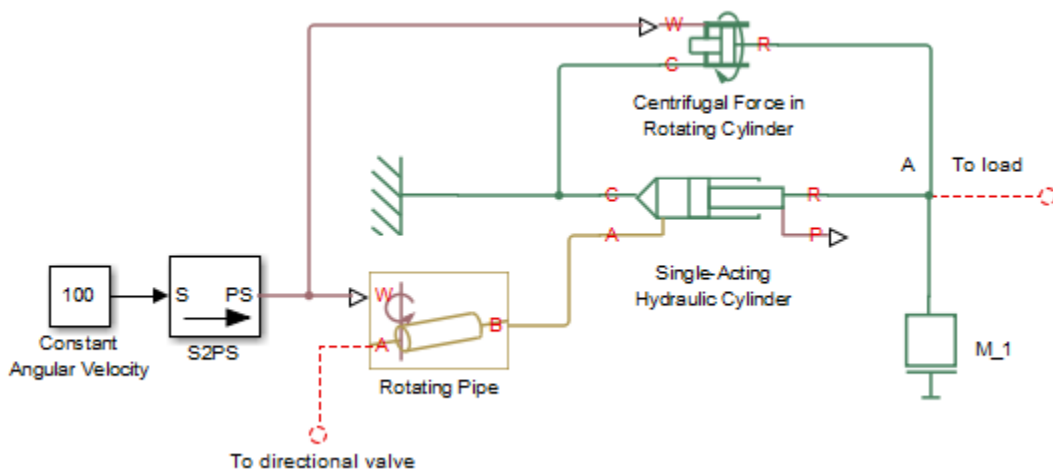 W
R
C
Centrifugal Force in
Rotating Cylinder
A
To load
C
R
A
P
Single-Acting
Hydraulic Cylinder
100
S PS
W
B
A
M_1
Constant
Angular Velocity
S2PS
Rotating Pipe
To directional valve